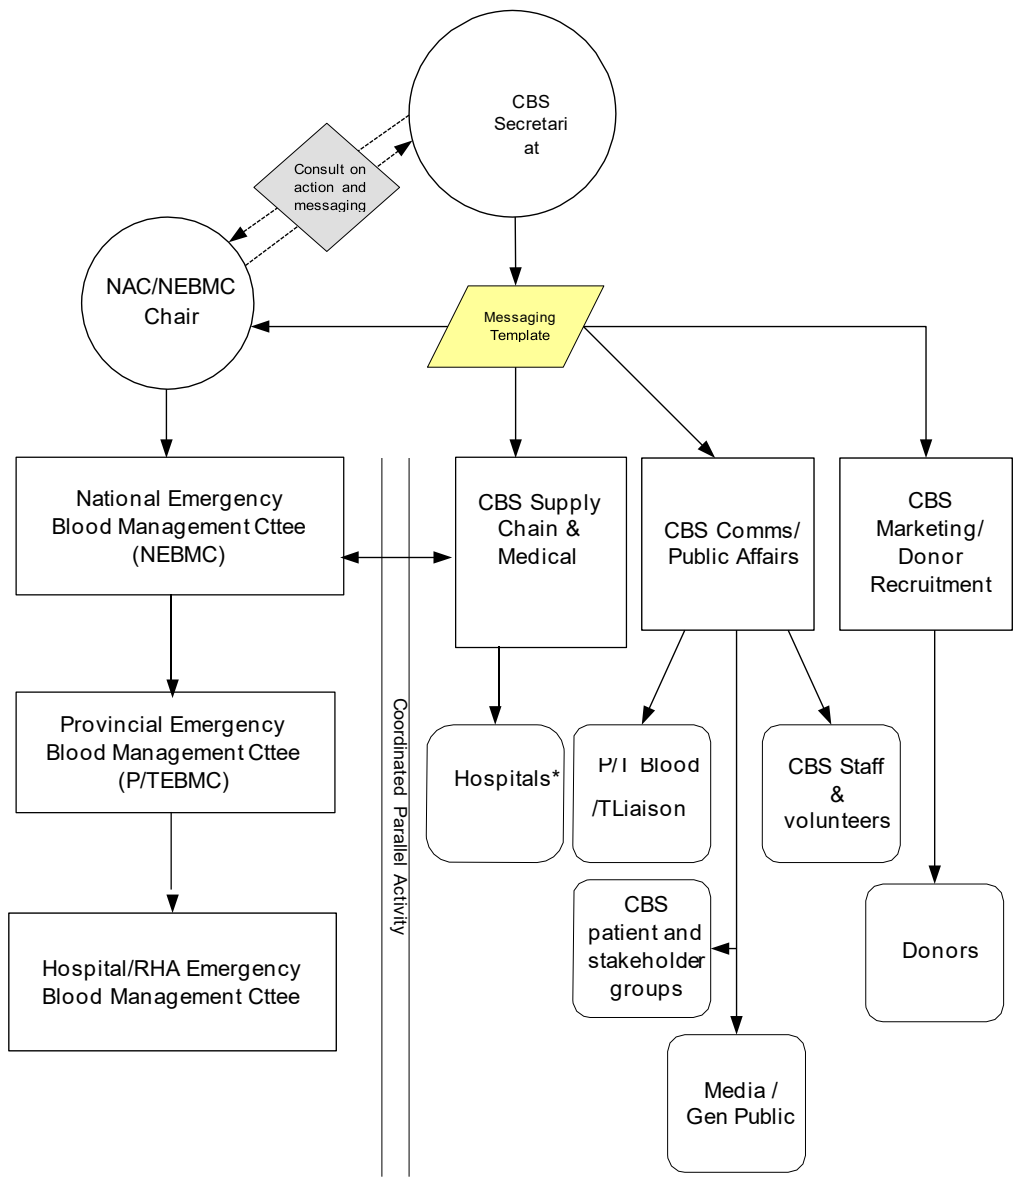 CBS
Secretari
at
Consult on
action and
messaging
NAC/NEBMC
Chair
Messaging
Template
National Emergency
Blood Management Cttee
(NEBMC)
CBS Supply
Chain &
Medical
CBS Comms/
Public Affairs
CBS
Marketing/
Donor
Recruitment
Coordinated Parallel Activity
Provincial Emergency
Blood Management Cttee
(P/TEBMC)
Hospitals*
P/T Blood
/TLiaison
CBS Staff
&
volunteers
CBS
patient and
stakeholder
groups
Donors
Hospital/RHA Emergency
Blood Management Cttee
Media /
Gen Public